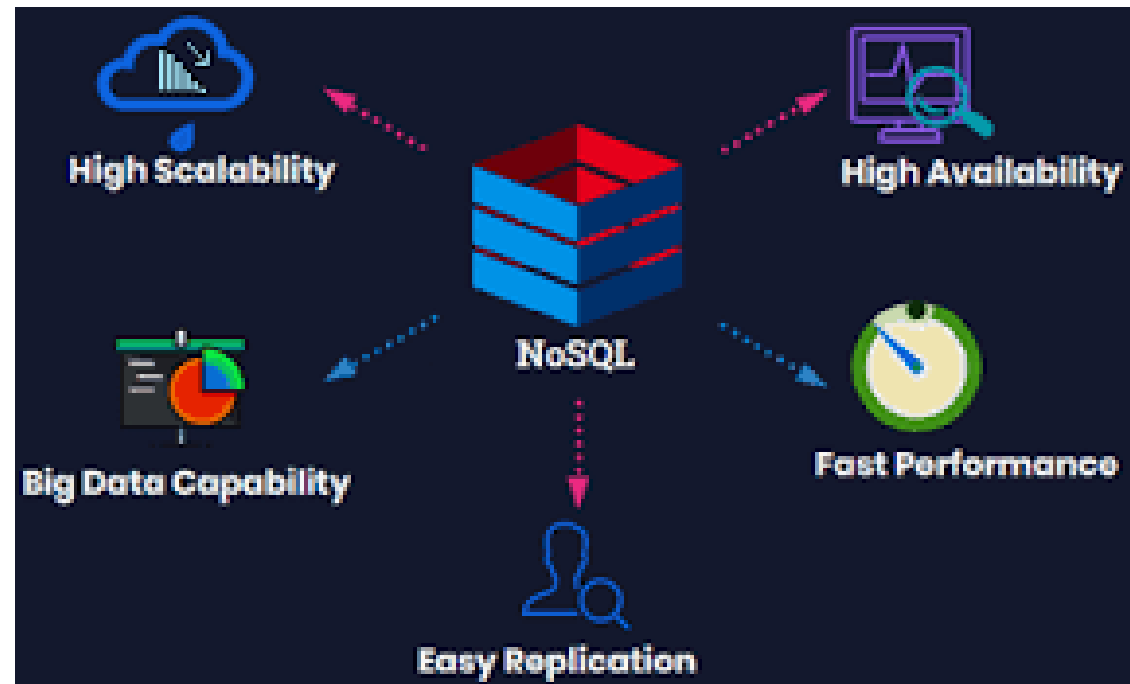 High Scalability
High Availability
NoSQL
Big Data Capability
Fast Performance
Easy Replication